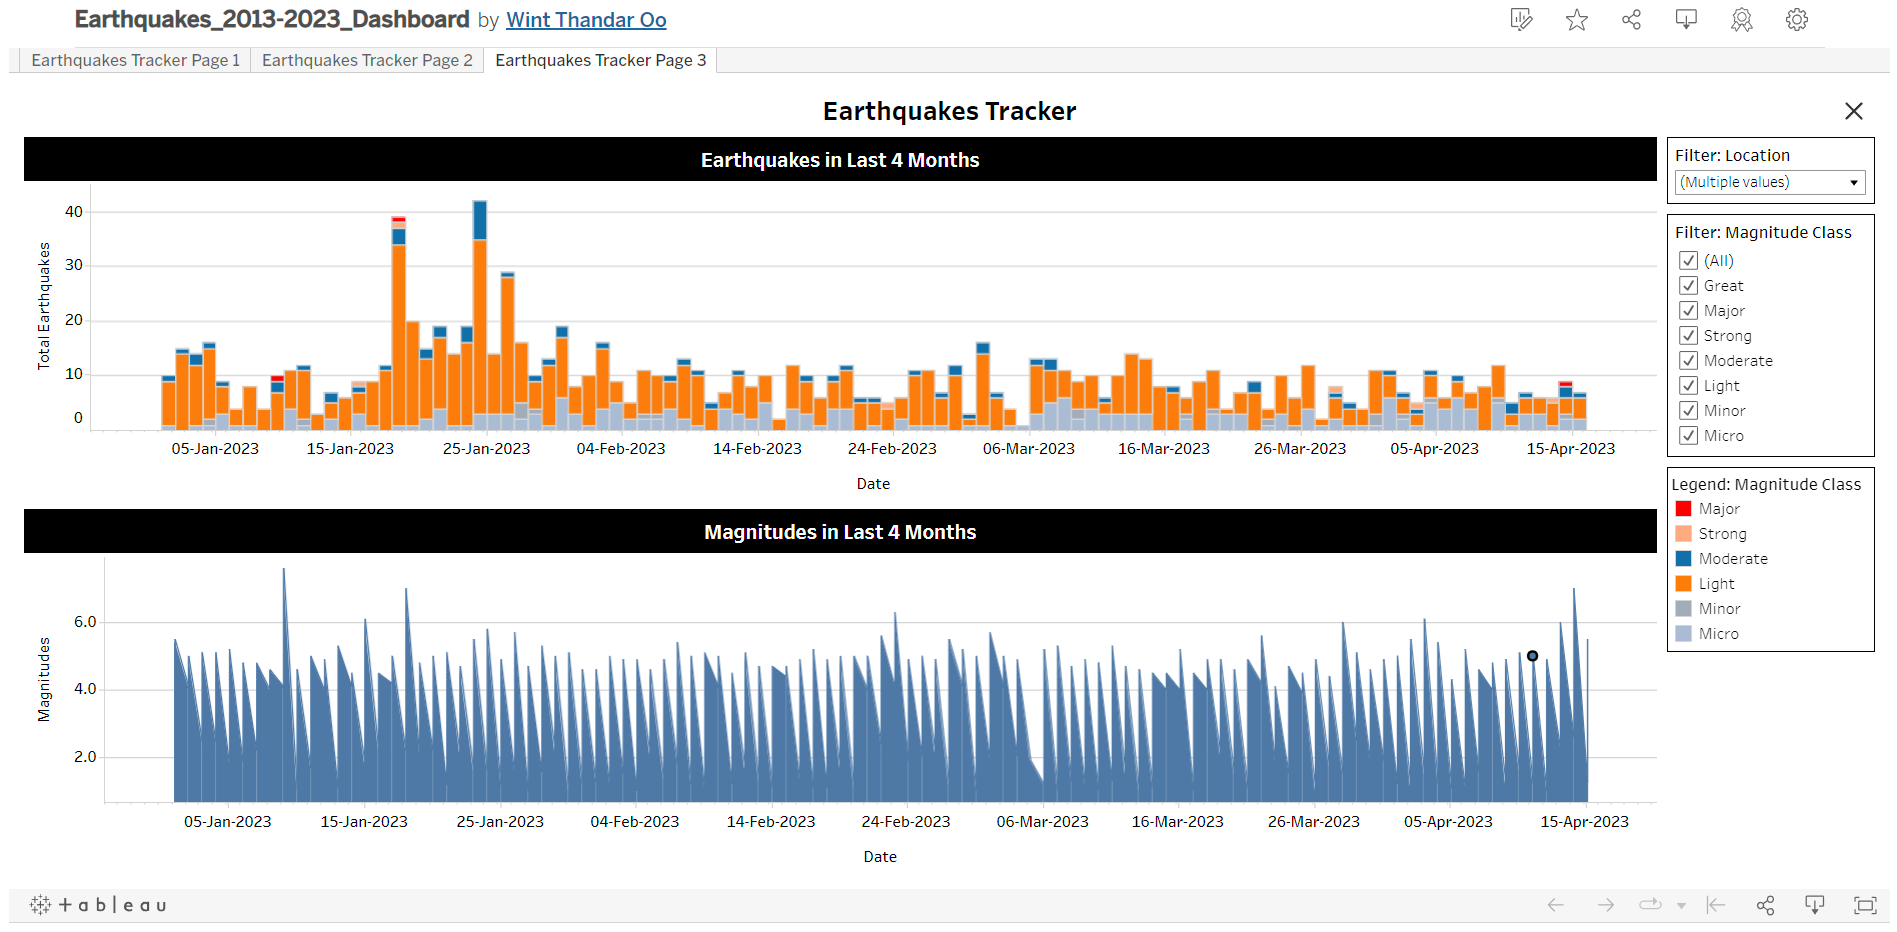 Earthquakes_2013-2023_Dashboard by Wint Thandar Oo
Earthquakes Tracker Page 1
Earthquakes Tracker Page 2
Earthquakes Tracker Page 3
Earthquakes Tracker
Earthquakes in Last 4 Months
Total Earthquakes
40
30
20
10
0
05-Jan-2023
15-Jan-2023
25-Jan-2023
04-Feb-2023
14-Feb-2023
24-Feb-2023
06-Mar-2023
16-Mar-2023
26-Mar-2023
05-Apr-2023
15-Apr-2023
Date
Magnitudes in Last 4 Months
Magnitudes
6.0
4.0
2.0
05-Jan-2023
15-Jan-2023
25-Jan-2023
04-Feb-2023
14-Feb-2023
24-Feb-2023
06-Mar-2023
16-Mar-2023
26-Mar-2023
05-Apr-2023
15-Apr-2023
Date
Filter: Location
(Multiple values)
Filter: Magnitude Class
(All)
Great
Major
Strong
Moderate
Light
Minor
Micro
Legend: Magnitude Class
Major
Strong
Moderate
Light
Minor
Micro
+ableau